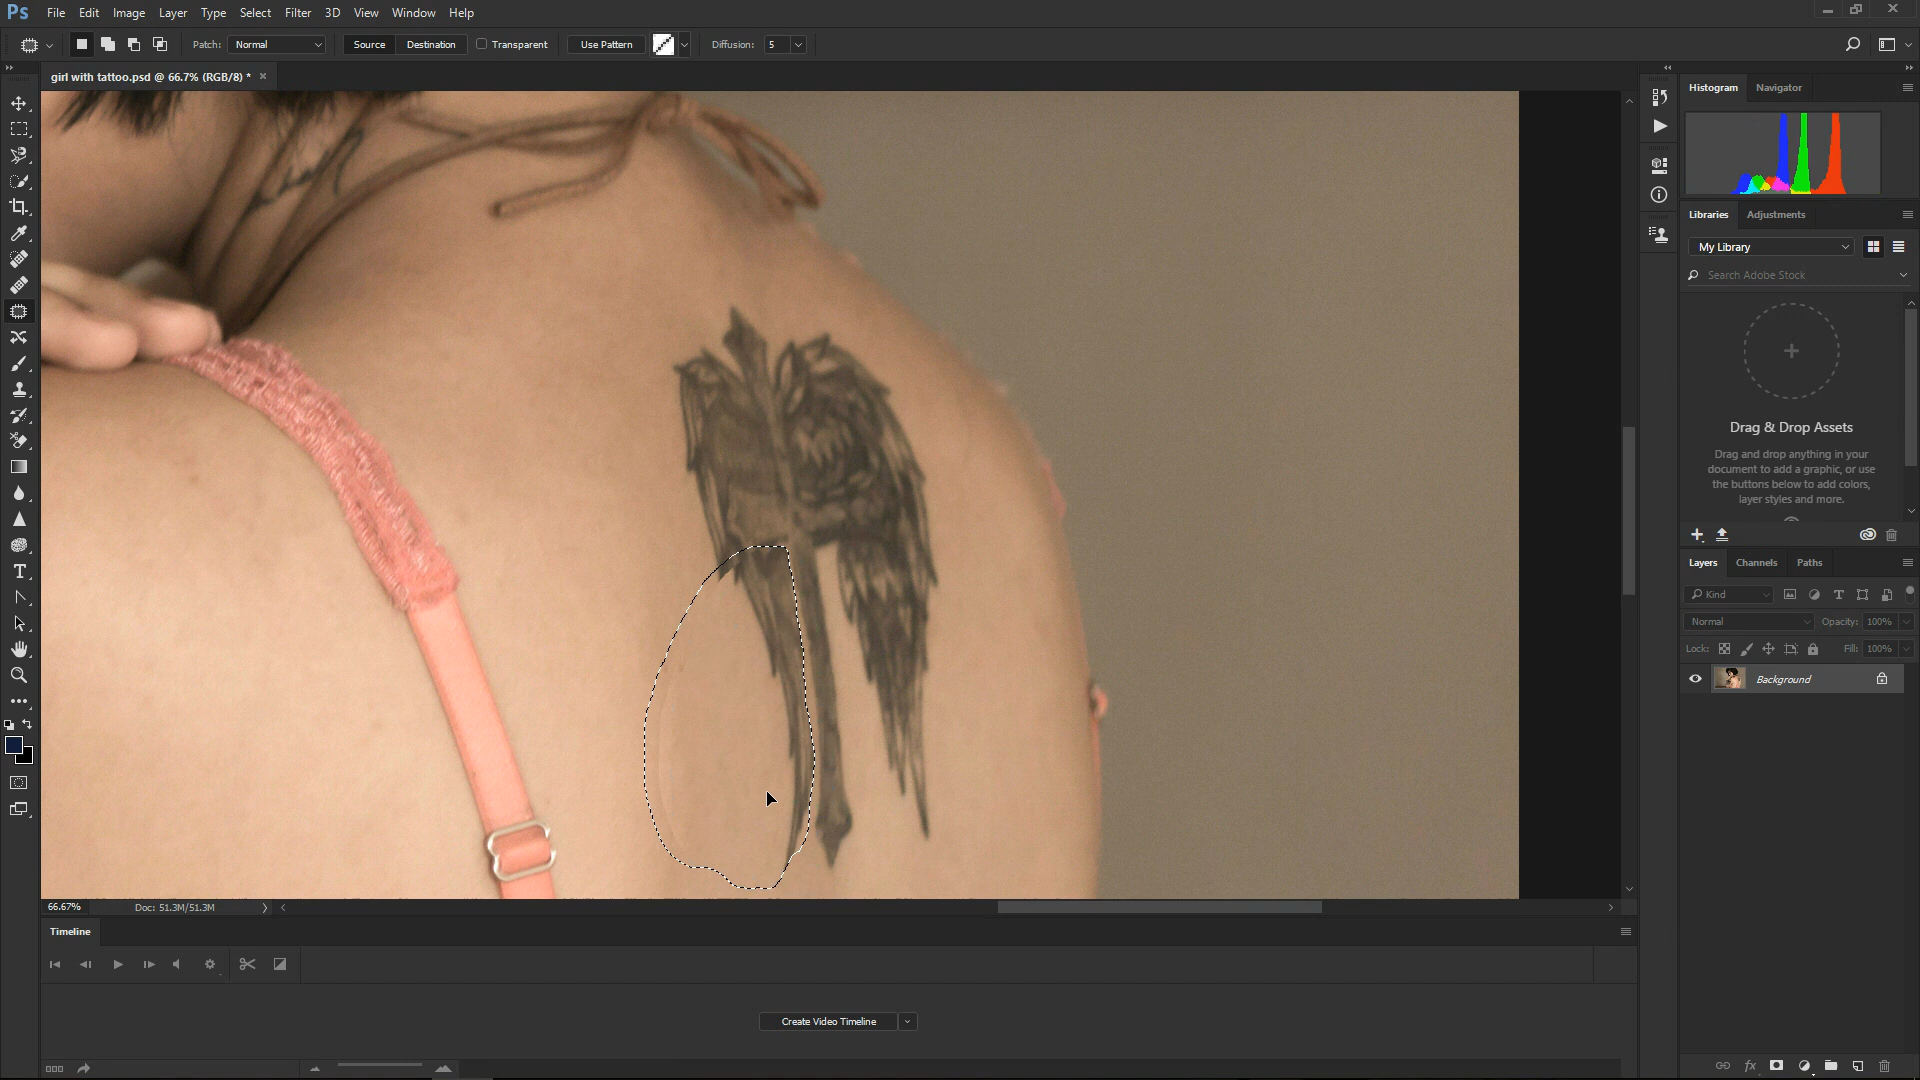 Ps File Edit Image Layer Type Select Filter 3D View Window Help
Patch: Normal Source Destination Transparent Use Pattern Diffusion: 5
girl with tattoo.psd @ 66.7% (RGB/8) * ×
Histogram Navigator
Libraries Adjustments
My Library
Search Adobe Stock
Drag & Drop Assets
Drag and drop anything in your
document to add a graphic, or use
the buttons below to add colors,
layer styles and more.
Layers Channels Paths
Kind
Normal Opacity: 100%
Lock: Fill: 100%
Background
66.67% Doc: 51.3M/51.3M
Timeline
Create Video Timeline
fx